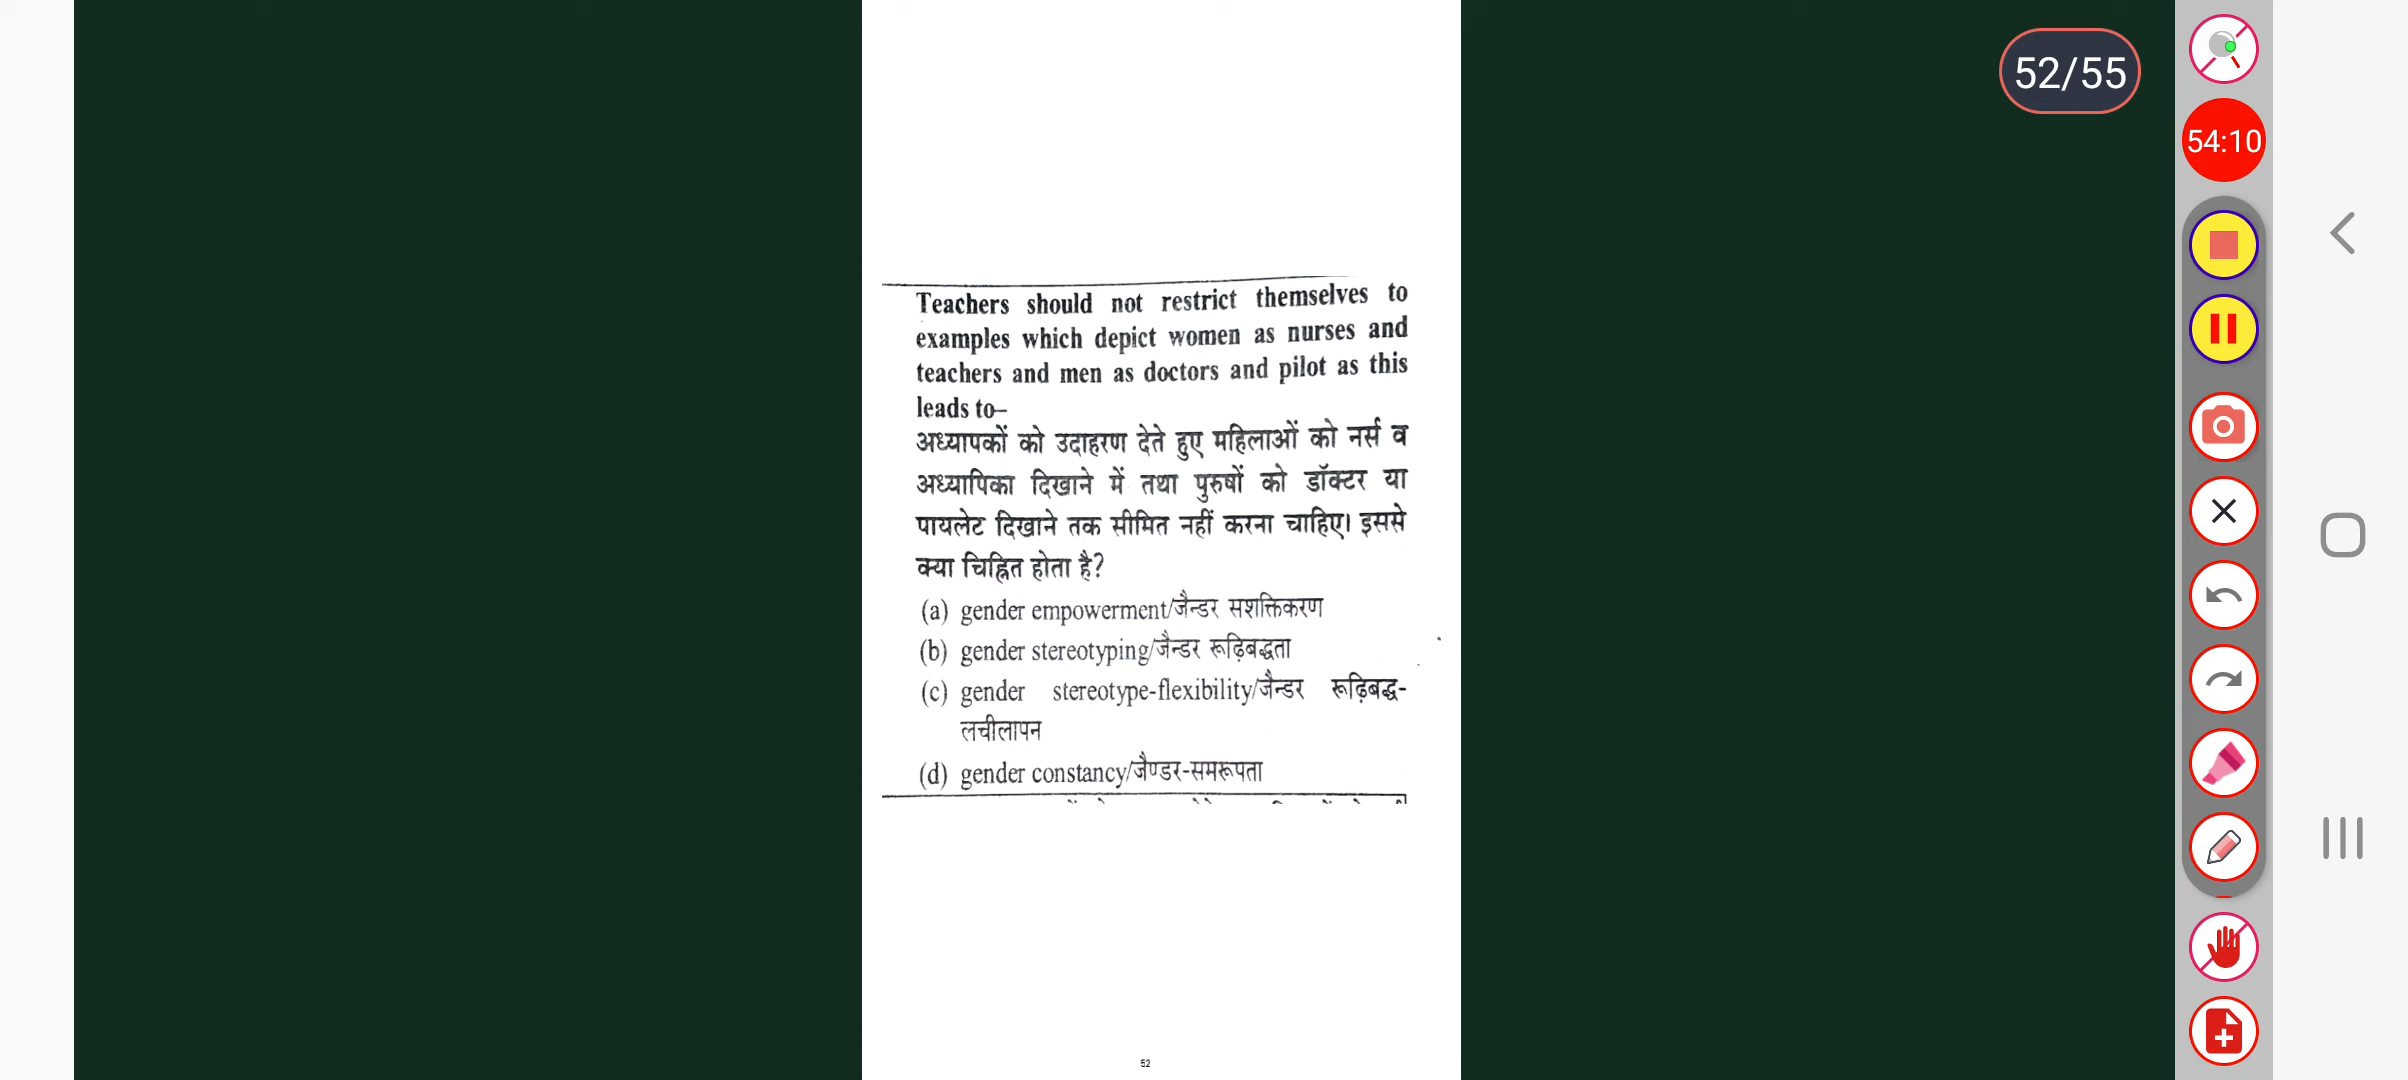 52/55
54:10
Teachers should not restrict themselves to
examples which depict women as nurses and
teachers and men as doctors and pilot as this
leads to–
अध्यापकों को उदाहरण देते हुए महिलाओं को नर्स व
अध्यापिका दिखाने में तथा पुरुषों को डॉक्टर या
पायलेट दिखाने तक सीमित नहीं करना चाहिए। इससे
क्या चिह्नित होता है?
(a) gender empowerment/जैन्डर सशक्तिकरण
(b) gender stereotyping/जैन्डर रूढ़िबद्धता
(c) gender stereotype-flexibility/जैन्डर रूढ़िबद्ध-
लचीलापन
(d) gender constancy/जैण्डर-समरूपता
52